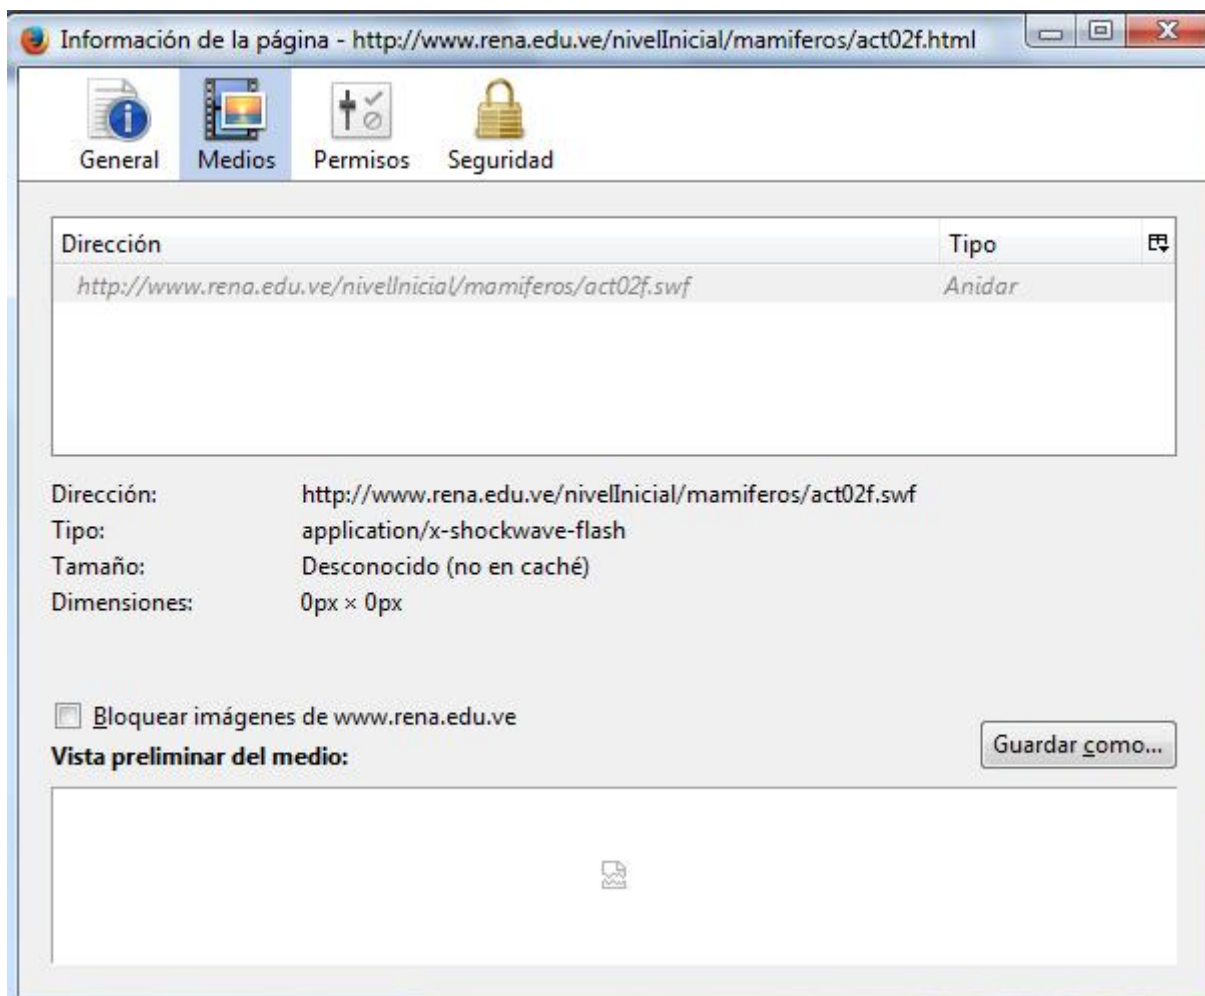 Información de la página - http://www.rena.edu.ve/nivelInicial/mamiferos/act02f.html
General Medios Permisos Seguridad
Dirección Tipo
http://www.rena.edu.ve/nivelInicial/mamiferos/act02f.swf Anidar
Dirección: http://www.rena.edu.ve/nivelInicial/mamiferos/act02f.swf
Tipo: application/x-shockwave-flash
Tamaño: Desconocido (no en caché)
Dimensiones: 0px × 0px
Bloquear imágenes de www.rena.edu.ve
Guardar como...
Vista preliminar del medio: